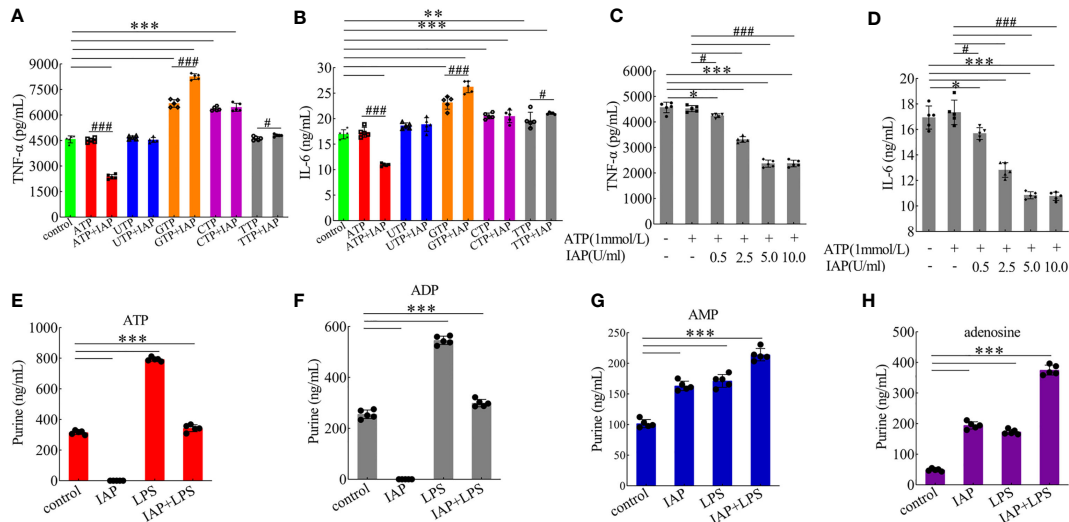 A
***
###
###
#
TNF-α (pg/mL)
9000
7500
6000
4500
3000
1500
0
control
ATP
ATP+IAP
UTP
UTP+IAP
GTP
GTP+IAP
CTP
CTP+IAP
TTP
TTP+IAP
B
**
***
###
###
#
IL-6 (pg/mL)
30
25
20
15
10
5
0
control
ATP
ATP+IAP
UTP
UTP+IAP
GTP
GTP+IAP
CTP
CTP+IAP
TTP
TTP+IAP
C
###
#
***
*
TNF-α (pg/mL)
6000
5000
4000
3000
2000
1000
0
ATP(1mmol/L) - + + + + +
IAP(U/ml) - - 0.5 2.5 5.0 10.0
D
###
#
***
*
IL-6 (ng/mL)
20
18
16
14
12
10
8
ATP(1mmol/L) - + + + + +
IAP(U/ml) - - 0.5 2.5 5.0 10.0
E
ATP
***
Purine (ng/mL)
1000
800
600
400
200
0
control
IAP
LPS
IAP+LPS
F
ADP
***
Purine (ng/mL)
600
400
200
0
control
IAP
LPS
IAP+LPS
G
AMP
***
Purine (ng/mL)
300
250
200
150
100
50
0
control
IAP
LPS
IAP+LPS
H
adenosine
***
Purine (ng/mL)
500
400
300
200
100
50
0
control
IAP
LPS
IAP+LPS